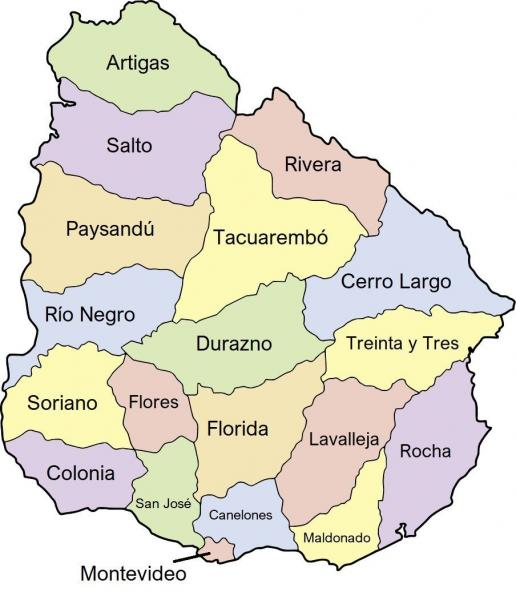 Artigas
Salto
Rivera
Paysandú
Tacuarembó
Cerro Largo
Río Negro
Durazno
Treinta y Tres
Soriano
Flores
Florida
Lavalleja
Rocha
Colonia
San José
Canelones
Maldonado
Montevideo